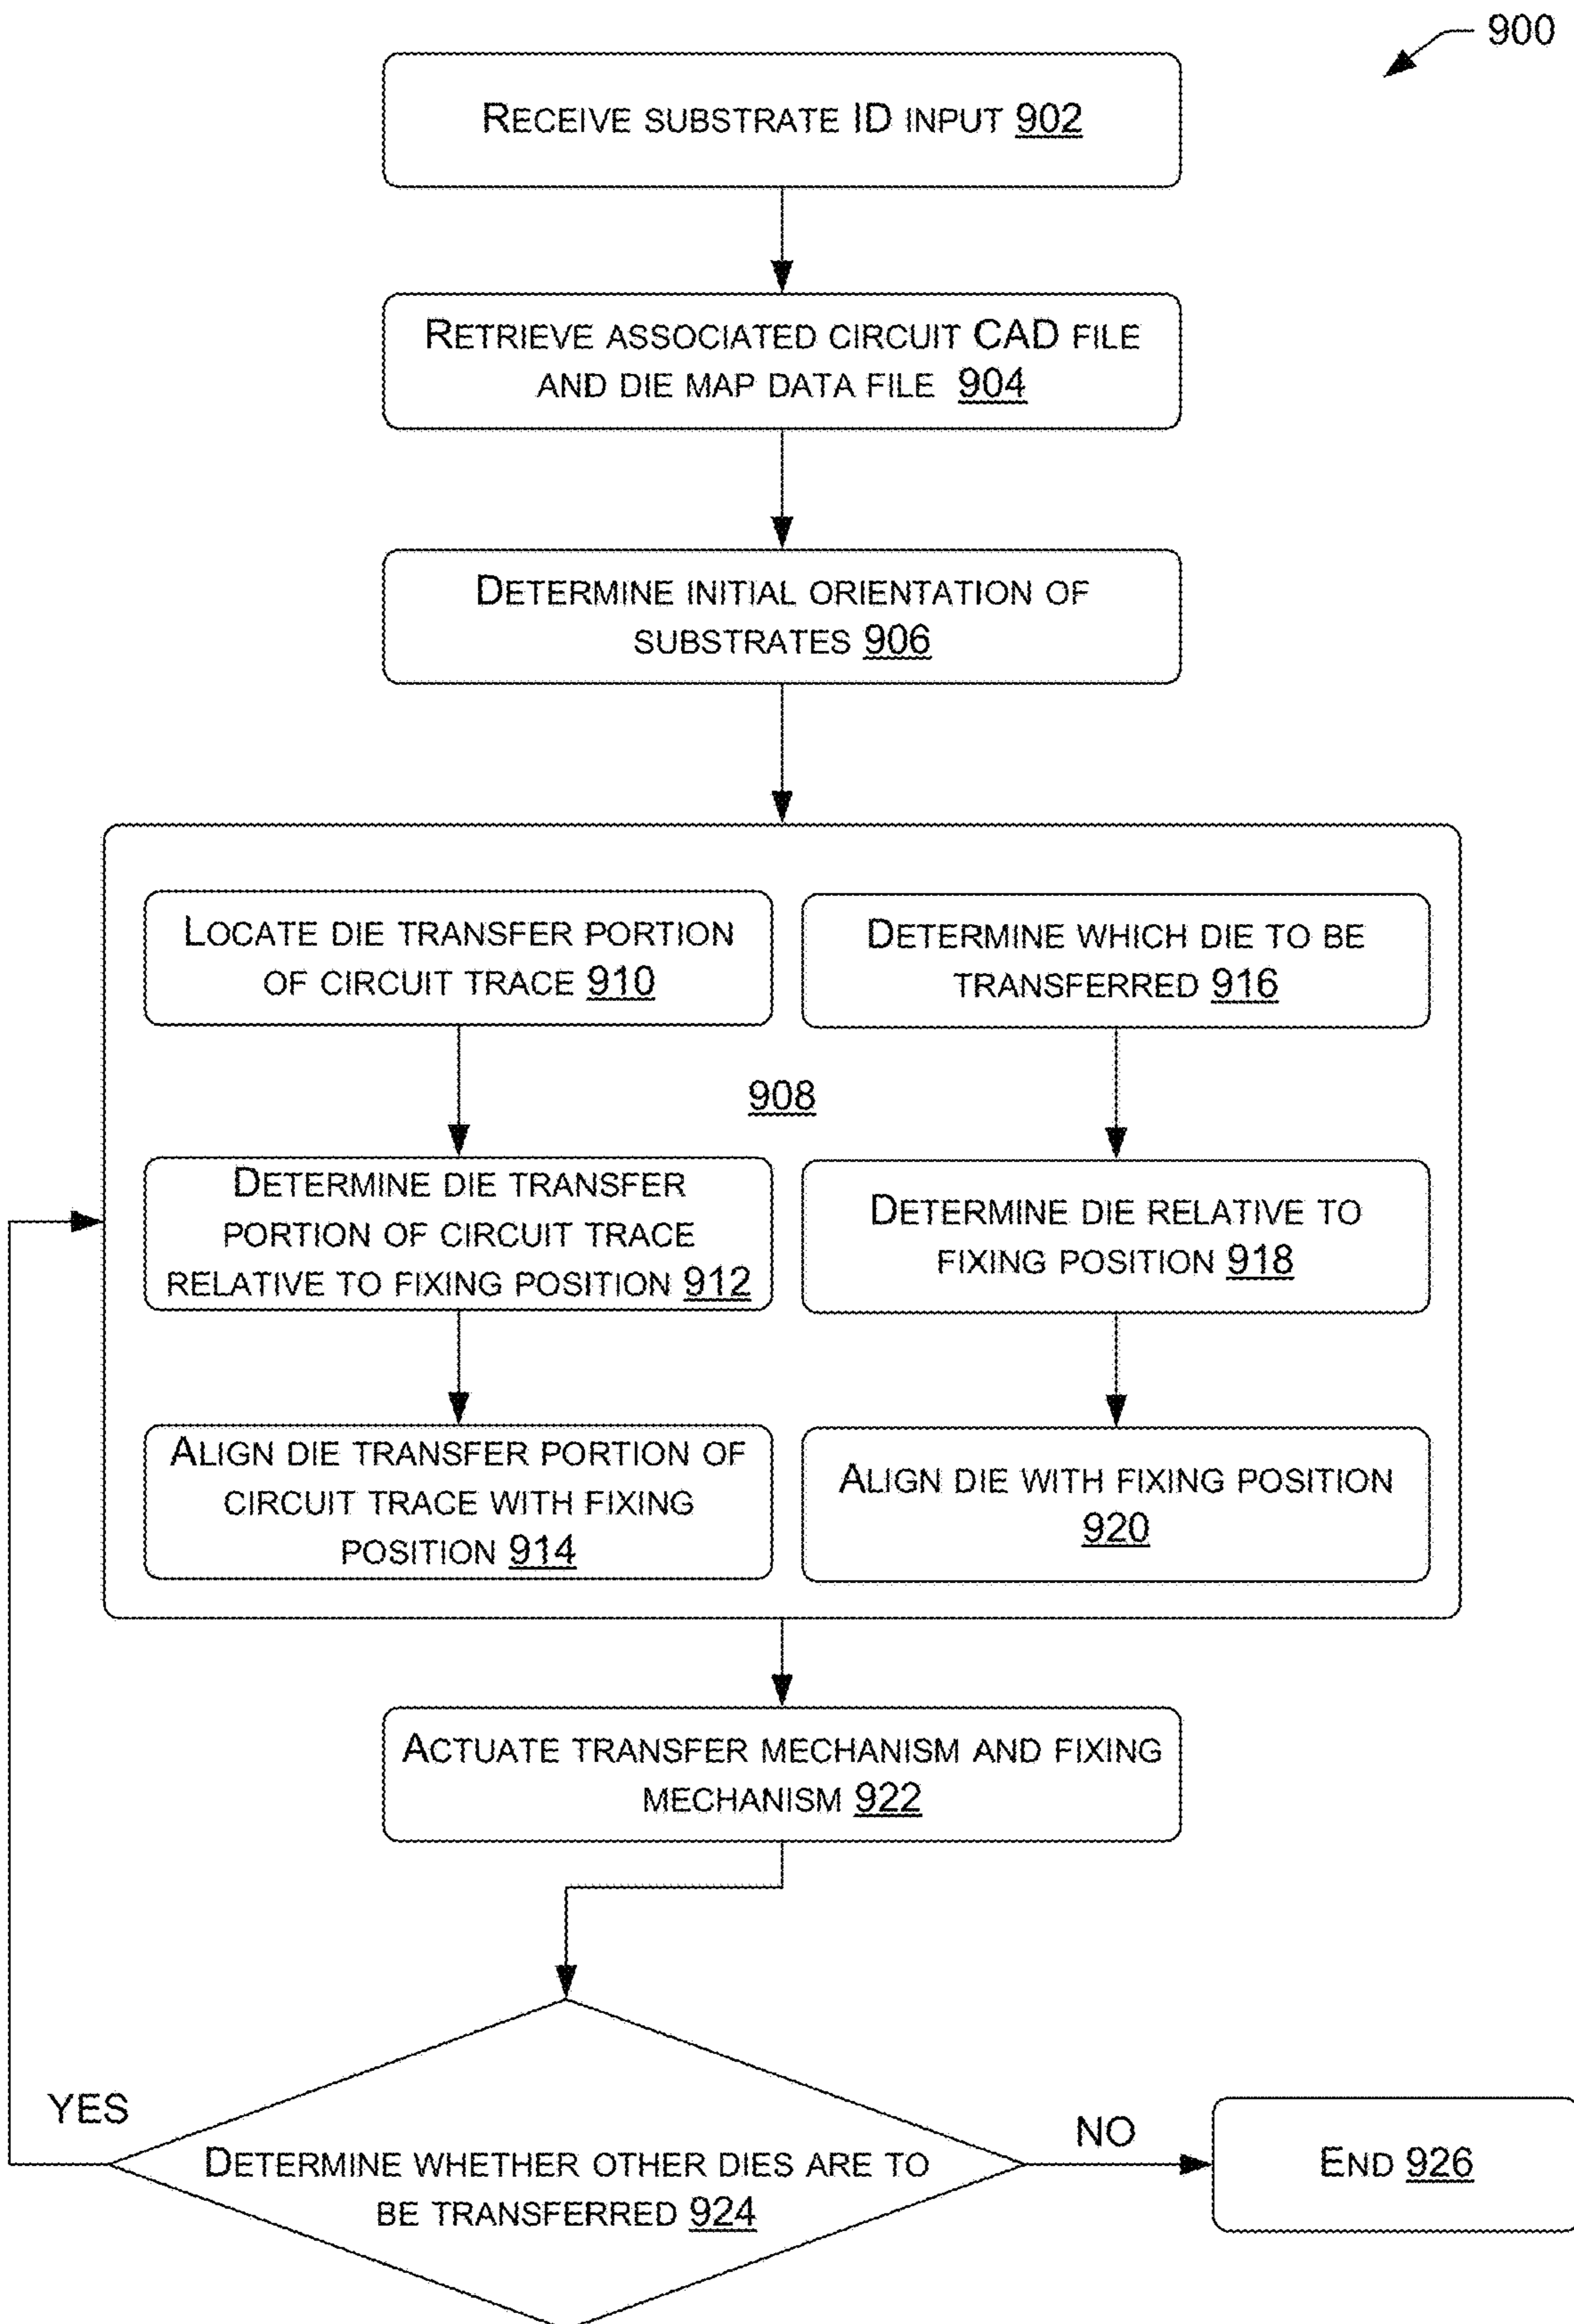 900
RECEIVE SUBSTRATE ID INPUT 902
RETRIEVE ASSOCIATED CIRCUIT CAD FILE
AND DIE MAP DATA FILE 904
DETERMINE INITIAL ORIENTATION OF
SUBSTRATES 906
LOCATE DIE TRANSFER PORTION
OF CIRCUIT TRACE 910
DETERMINE WHICH DIE TO BE
TRANSFERRED 916
908
DETERMINE DIE TRANSFER
PORTION OF CIRCUIT TRACE
RELATIVE TO FIXING POSITION 912
DETERMINE DIE RELATIVE TO
FIXING POSITION 918
ALIGN DIE TRANSFER PORTION OF
CIRCUIT TRACE WITH FIXING
POSITION 914
ALIGN DIE WITH FIXING POSITION
920
ACTUATE TRANSFER MECHANISM AND FIXING
MECHANISM 922
YES
DETERMINE WHETHER OTHER DIES ARE TO
BE TRANSFERRED 924
NO
END 926